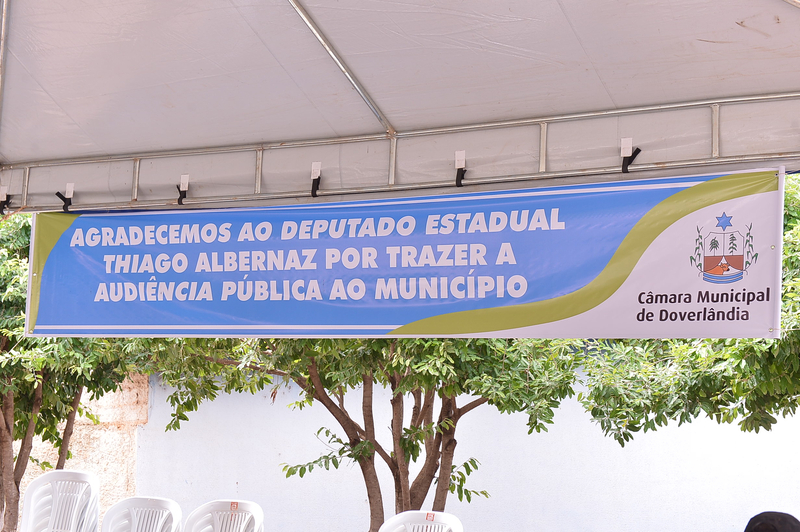 AGRADECEMOS AO DEPUTADO ESTADUAL
THIAGO ALBERNAZ POR TRAZER A
AUDIÊNCIA PÚBLICA AO MUNICÍPIO
Câmara Municipal
de Doverlândia